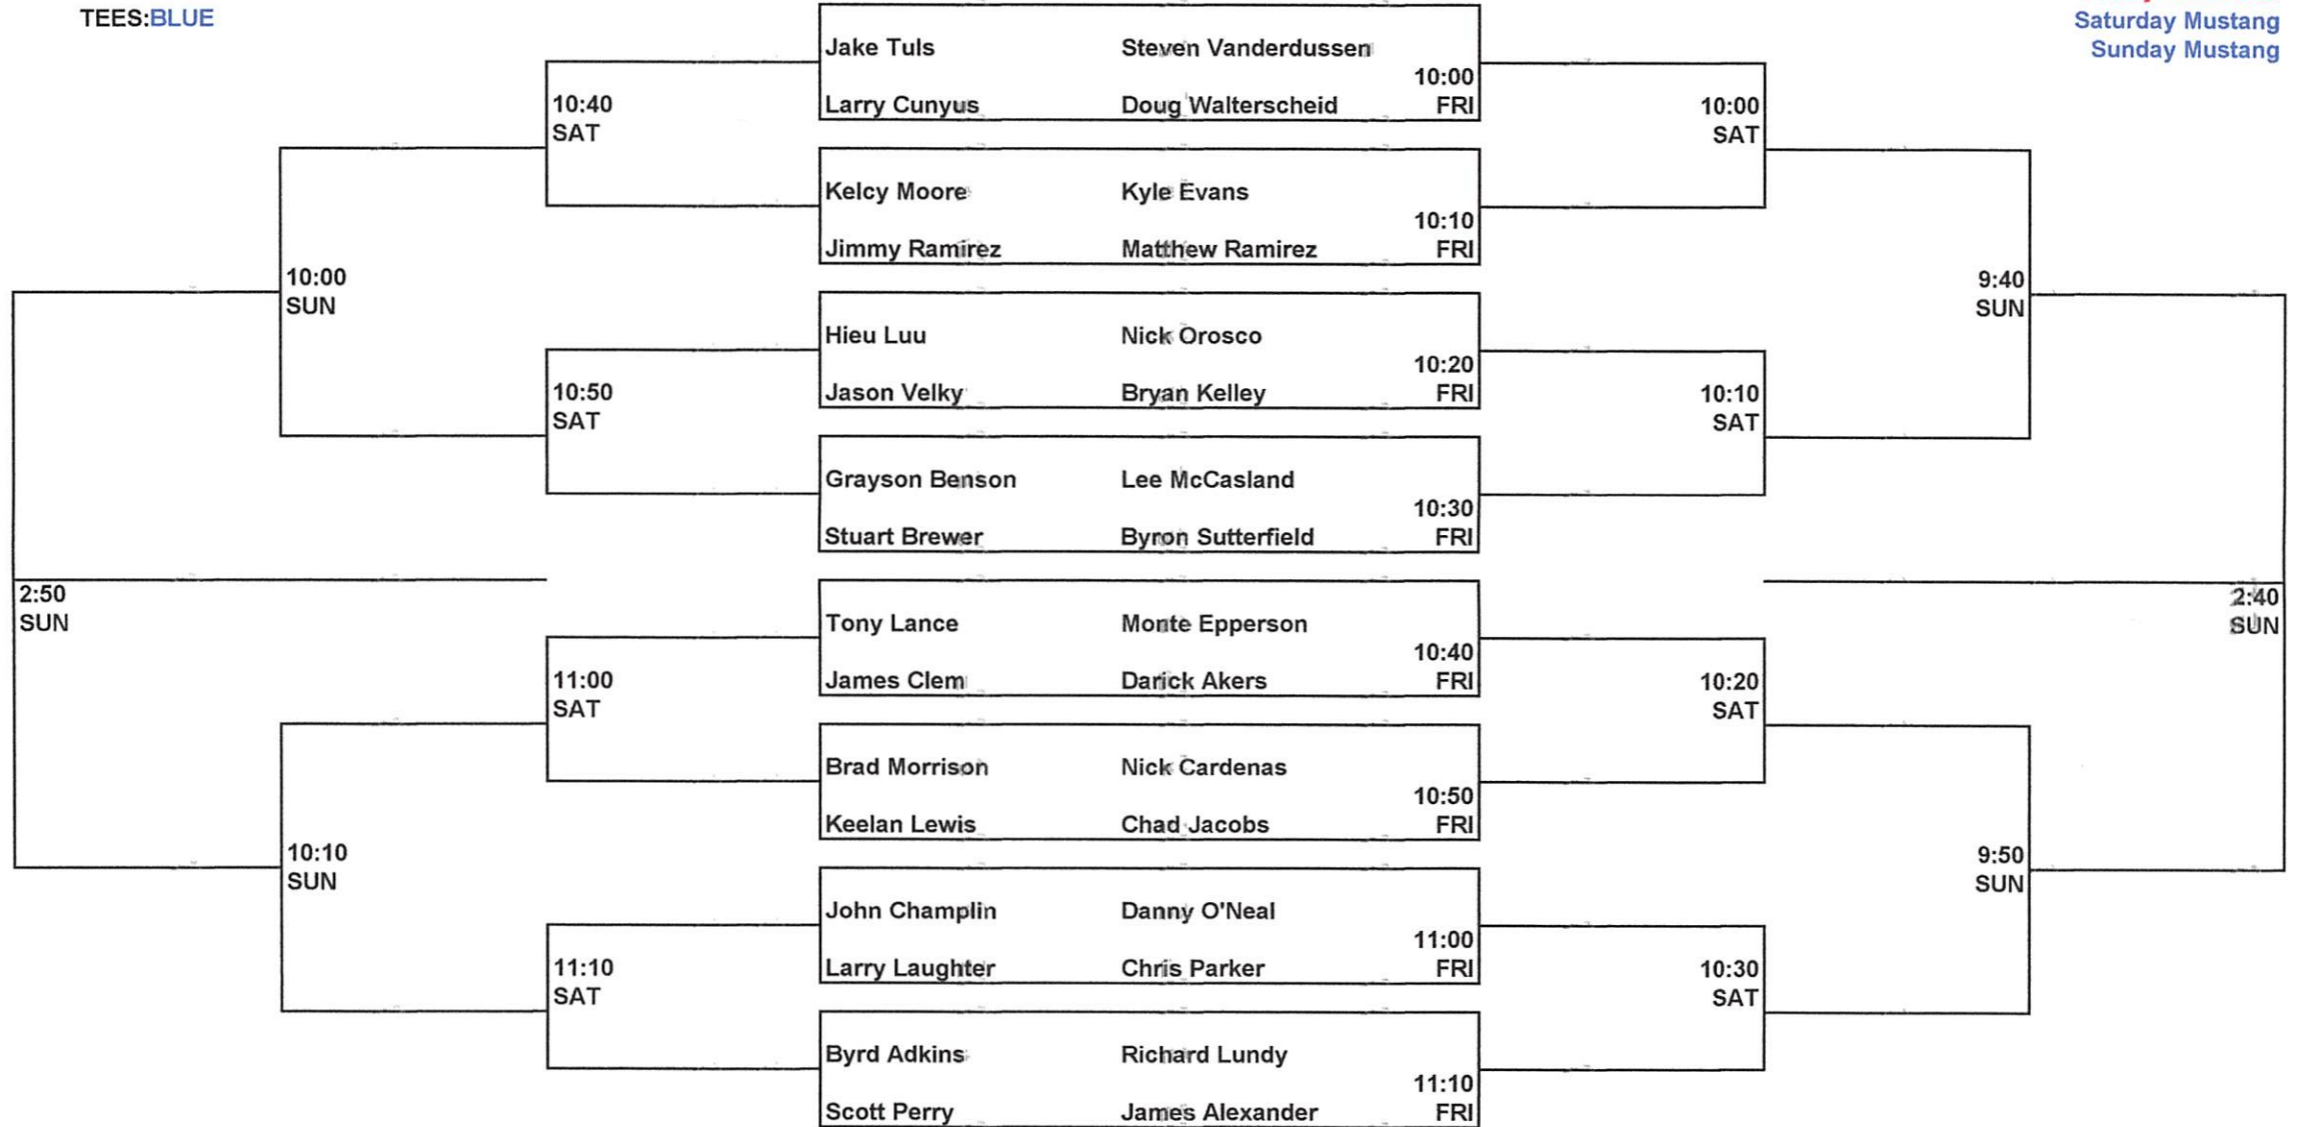 TEES:BLUE
Saturday Mustang
Sunday Mustang
Jake Tuls Steven Vanderdussen
10:00
Larry Cunyus Doug Walterscheid FRI
10:40
SAT
10:00
SAT
Kelcy Moore Kyle Evans
10:10
Jimmy Ramirez Matthew Ramirez FRI
10:00
SUN
9:40
SUN
Hieu Luu Nick Orosco
10:20
Jason Velky Bryan Kelley FRI
10:50
SAT
10:10
SAT
Grayson Benson Lee McCasland
10:30
Stuart Brewer Byron Sutterfield FRI
2:50
SUN
2:40
SUN
Tony Lance Monte Epperson
10:40
James Clem Darick Akers FRI
11:00
SAT
10:20
SAT
Brad Morrison Nick Cardenas
10:50
Keelan Lewis Chad Jacobs FRI
10:10
SUN
9:50
SUN
John Champlin Danny O'Neal
11:00
Larry Laughter Chris Parker FRI
11:10
SAT
10:30
SAT
Byrd Adkins Richard Lundy
11:10
Scott Perry James Alexander FRI